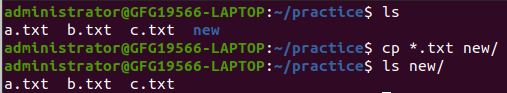 administrator@GFG19566-LAPTOP:~/practice$ ls
a.txt  b.txt  c.txt  new
administrator@GFG19566-LAPTOP:~/practice$ cp *.txt new/
administrator@GFG19566-LAPTOP:~/practice$ ls new/
a.txt  b.txt  c.txt